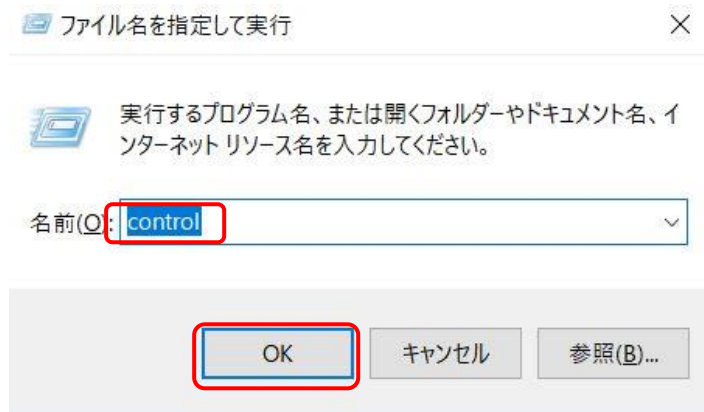 ファイル名を指定して実行
実行するプログラム名、または開くフォルダーやドキュメント名、イ
ンターネット リソース名を入力してください。
名前(O): control
OK キャンセル 参照(B)...